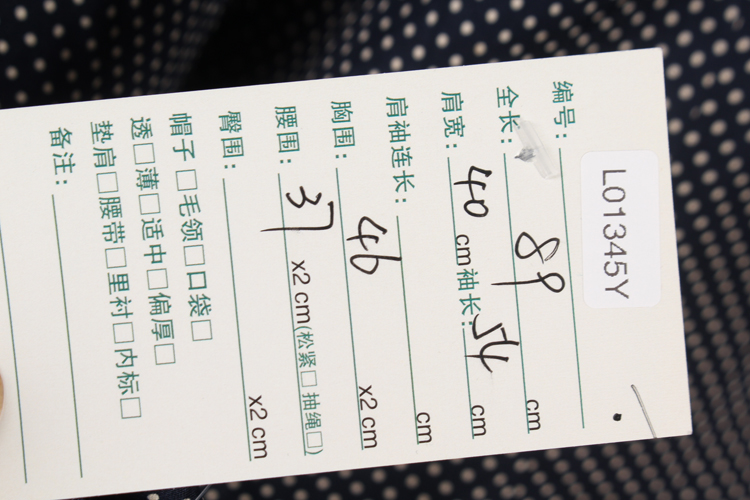 编号: L01345Y
全长: 89 cm
肩宽: 40 cm 袖长: 54 cm
肩袖连长: cm
胸围: 46 x2 cm
腰围: 37 x2 cm (松紧□ 抽绳□)
臀围: x2 cm
帽子□毛领□口袋□
透□薄□适中□偏厚□
垫肩□腰带□里衬□内标□
备注: